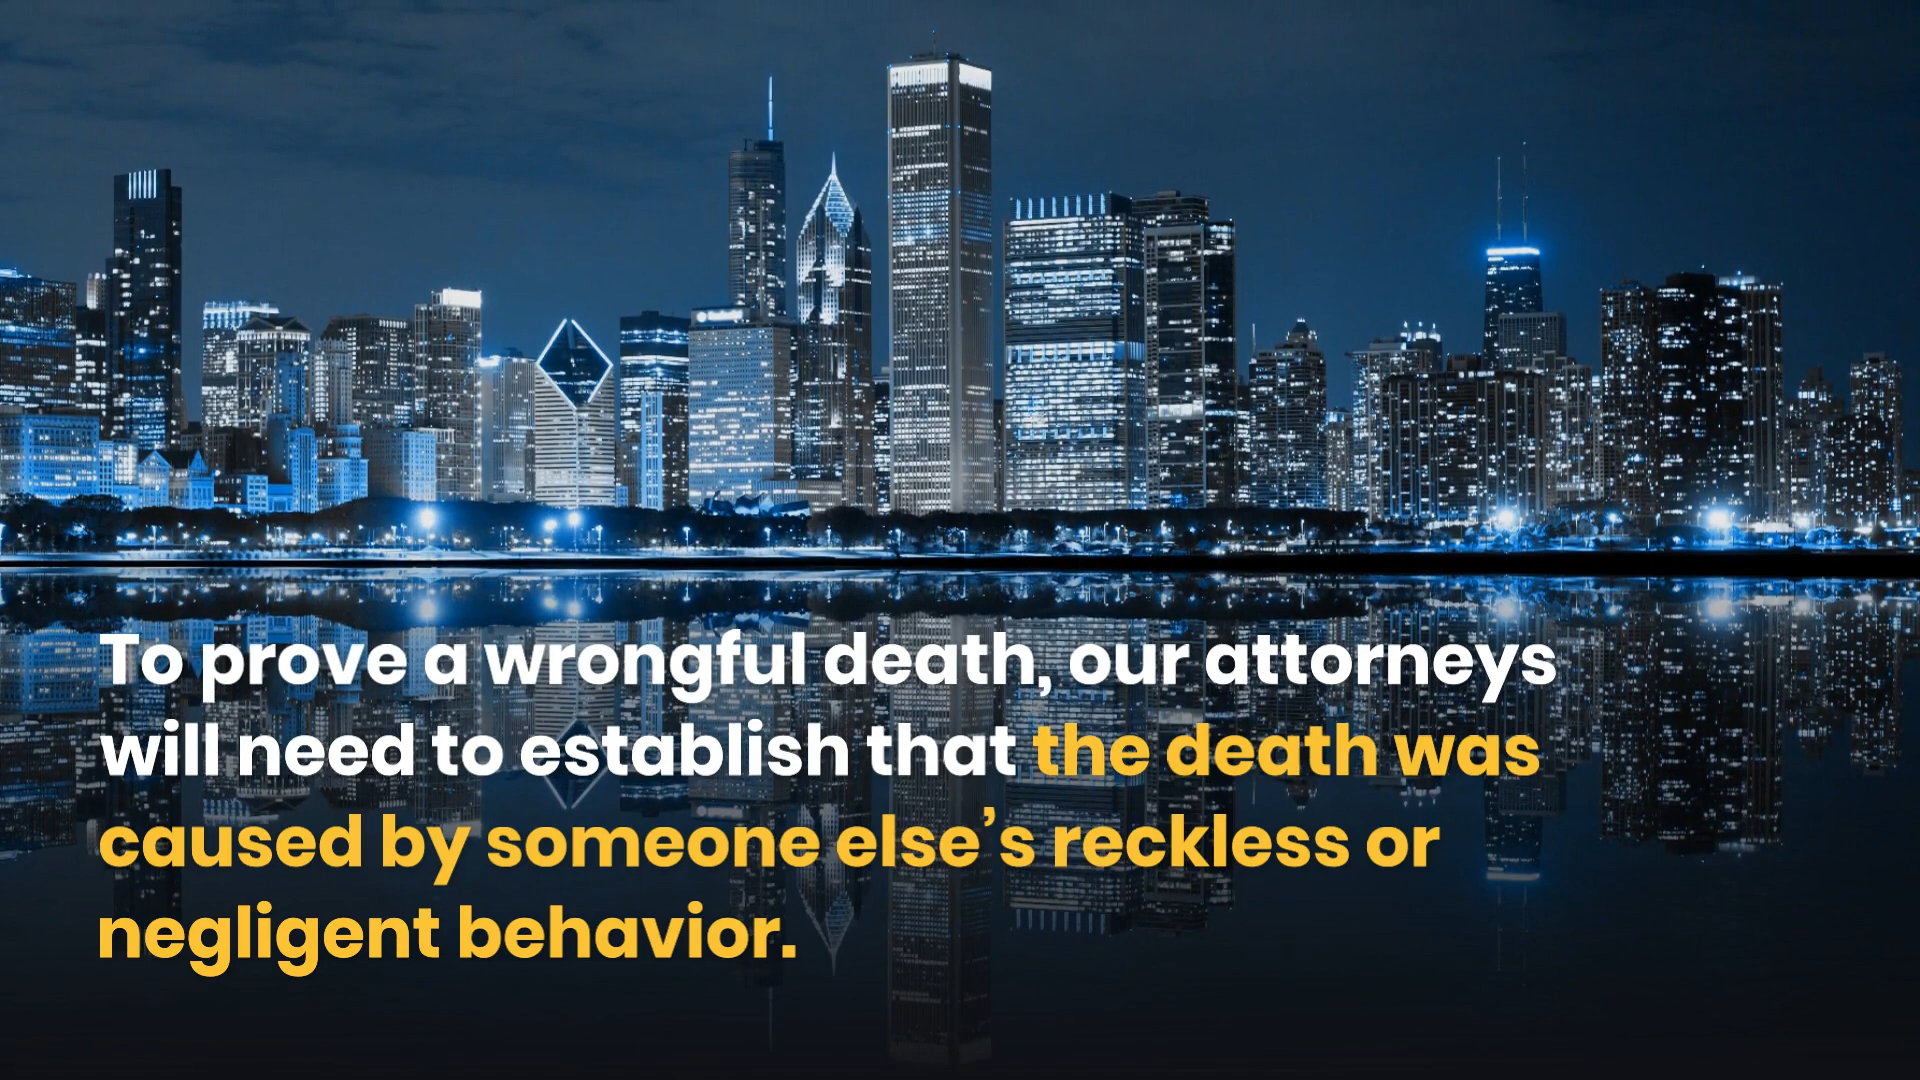 To prove a wrongful death, our attorneys
will need to establish that the death was
caused by someone else’s reckless or
negligent behavior.